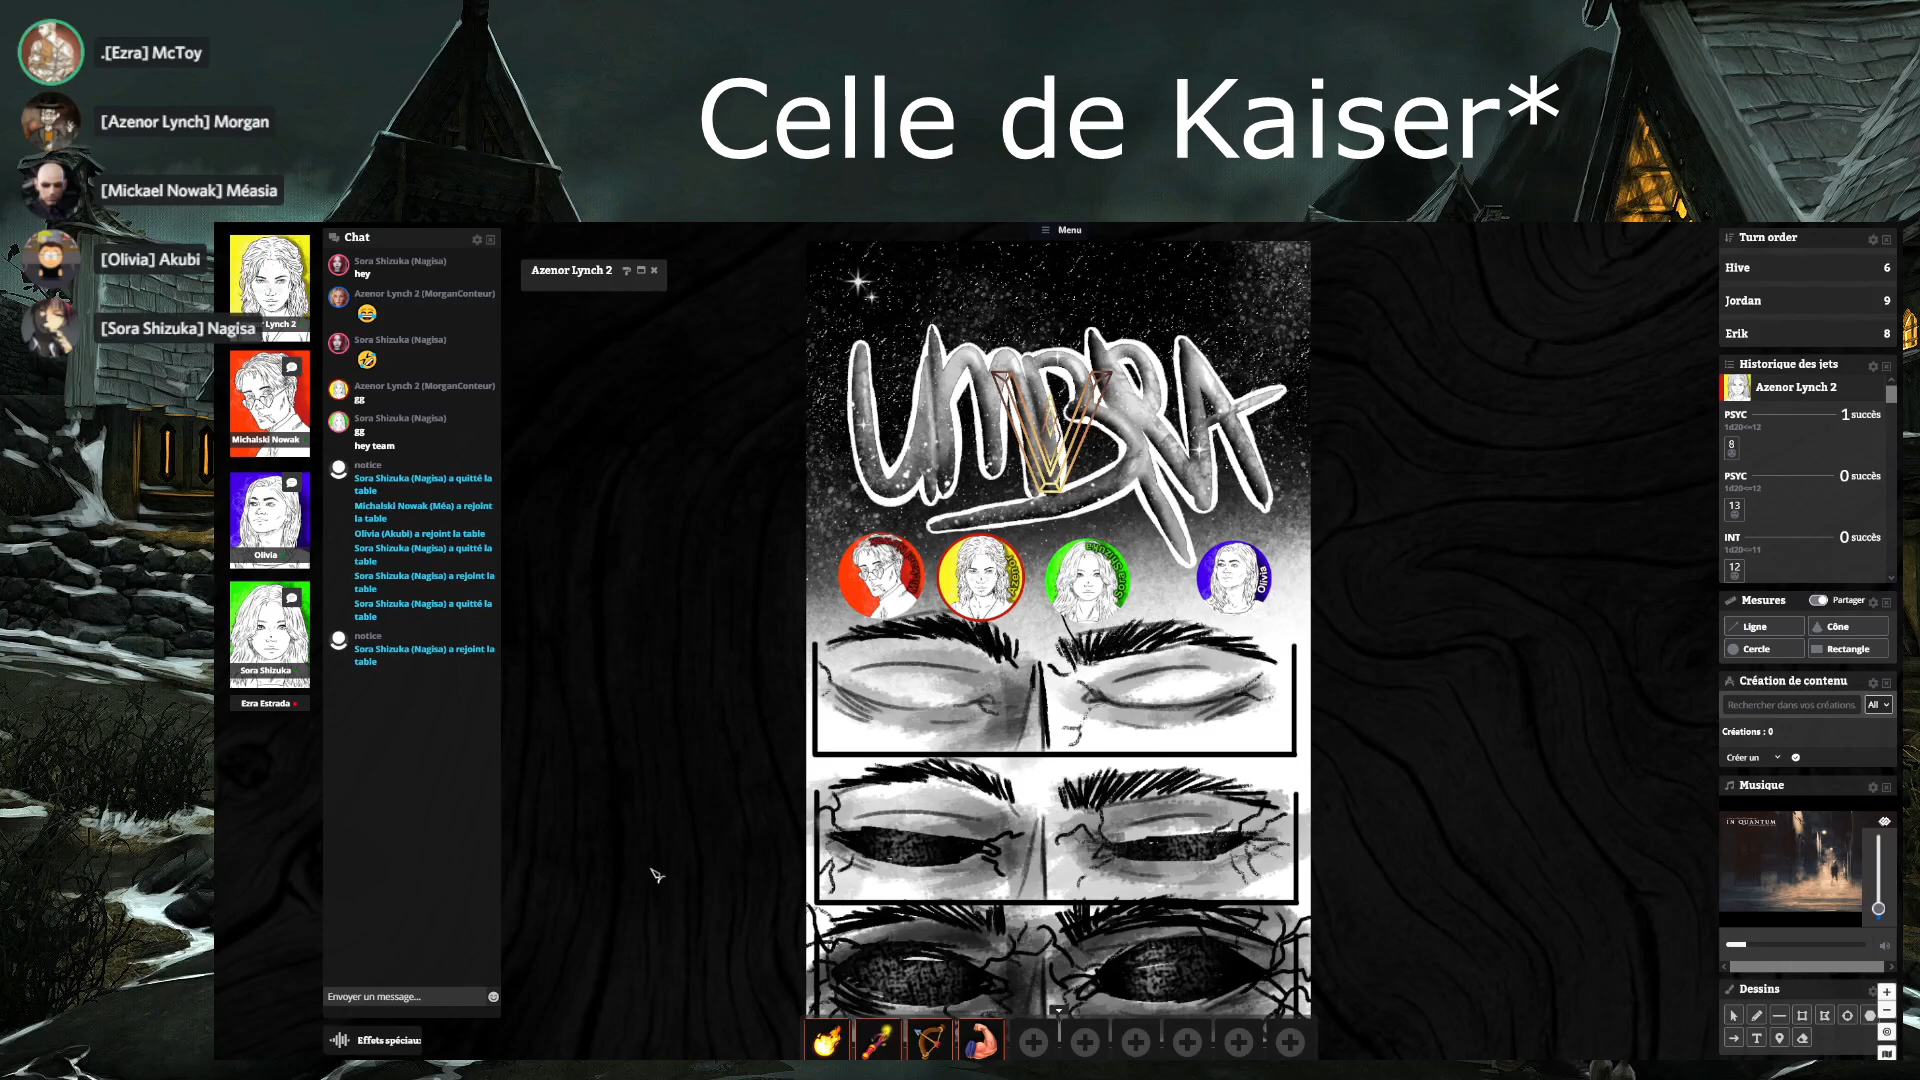 .[Ezra] McToy
[Azenor Lynch] Morgan
[Mickael Nowak] Méasia
[Olivia] Akubi
[Sora Shizuka] Nagisa
Celle de Kaiser*
Lynch 2
Michalski Nowak
Olivia
Sora Shizuka
Ezra Estrada
Chat
Sora Shizuka (Nagisa)
hey
Azenor Lynch 2 (MorganConteur)
Sora Shizuka (Nagisa)
Azenor Lynch 2 (MorganConteur)
gg
Sora Shizuka (Nagisa)
gg
hey team
notice
Sora Shizuka (Nagisa) a quitté la
table
Michalski Nowak (Méa) a rejoint
la table
Olivia (Akubi) a rejoint la table
Sora Shizuka (Nagisa) a quitté la
table
Sora Shizuka (Nagisa) a rejoint la
table
Sora Shizuka (Nagisa) a quitté la
table
notice
Sora Shizuka (Nagisa) a rejoint la
table
Envoyer un message...
Effets spéciau
Azenor Lynch 2
Menu
UMBRA
V
Azenor
Sora Shizuka
Olivia
Turn order
Hive 6
Jordan 9
Erik 8
Historique des jets
Azenor Lynch 2
PSYC 1 succès
1d20<=12
8
PSYC 0 succès
1d20<=12
13
INT 0 succès
1d20<=11
12
Mesures Partager
Ligne Cône
Cercle Rectangle
Création de contenu
Rechercher dans vos créations. All
Créations : 0
Créer un
Musique
IN QUANTUM
Dessins